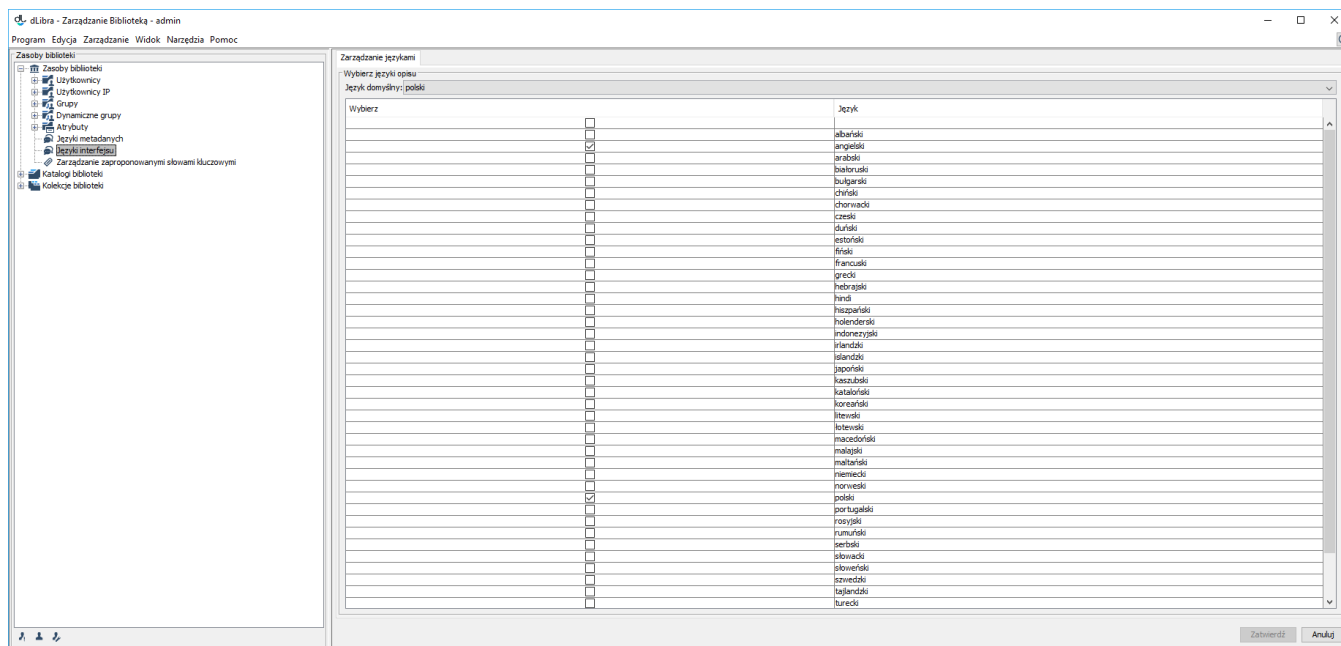 dLibra - Zarządzanie Biblioteką - admin
Program Edycja Zarządzanie Widok Narzędzia Pomoc
Zasoby biblioteki
Zasoby bibliioteki
Użytkownicy
Użytkownicy IP
Grupy
Dynamiczne grupy
Atrybuty
Języki metadanych
Języki interfejsu
Zarządzanie zaproponowanymi słowami kluczowymi
Katalogi biblioteki
Kolekcje biblioteki
Zarządzanie językami
Wybierz języki opisu
Język domyślny: polski
Wybierz Język
albański
angielski
arabski
białoruski
bułgarski
chiński
chorwacki
czeski
duński
estoński
fiński
francuski
grecki
hebrajski
hindi
hiszpański
holenderski
indonezyjski
irlandzki
islandzki
japoński
kaszubski
kataloński
koreański
litewski
łotewski
macedoński
malajski
maltański
niemiecki
norweski
polski
portugalski
rosyjski
rumuński
serbski
słowacki
słoweński
szwedzki
tajlandzki
turecki
Zatwierdź Anuluj